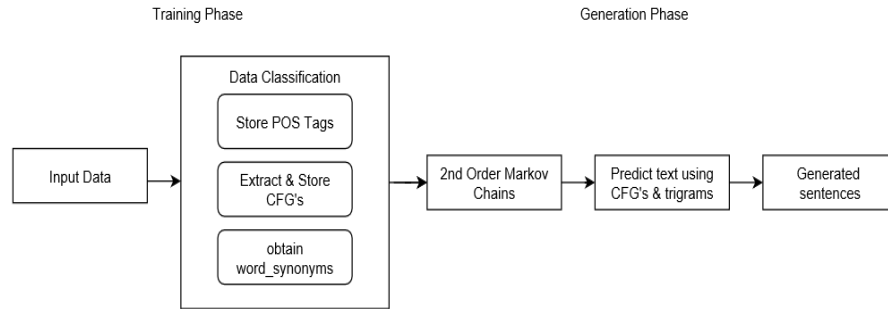 Training Phase
Generation Phase
Data Classification
Store POS Tags
Input Data
Extract & Store
CFG's
obtain
word_synonyms
2nd Order Markov
Chains
Predict text using
CFG's & trigrams
Generated
sentences